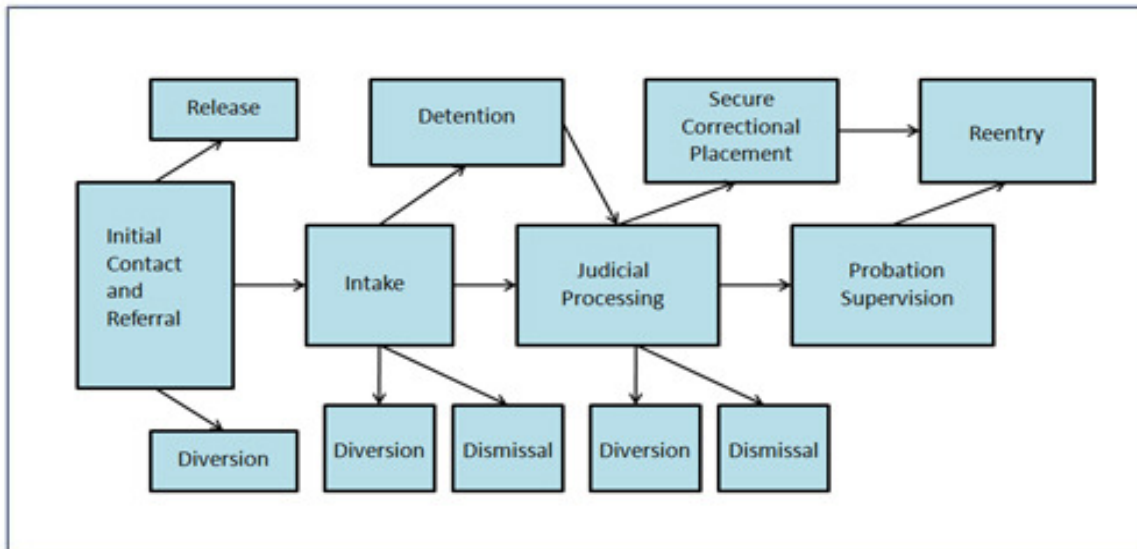 Release
Detention
Secure
Correctional
Placement
Reentry
Initial
Contact
and
Referral
Intake
Judicial
Processing
Probation
Supervision
Diversion
Diversion
Dismissal
Diversion
Dismissal